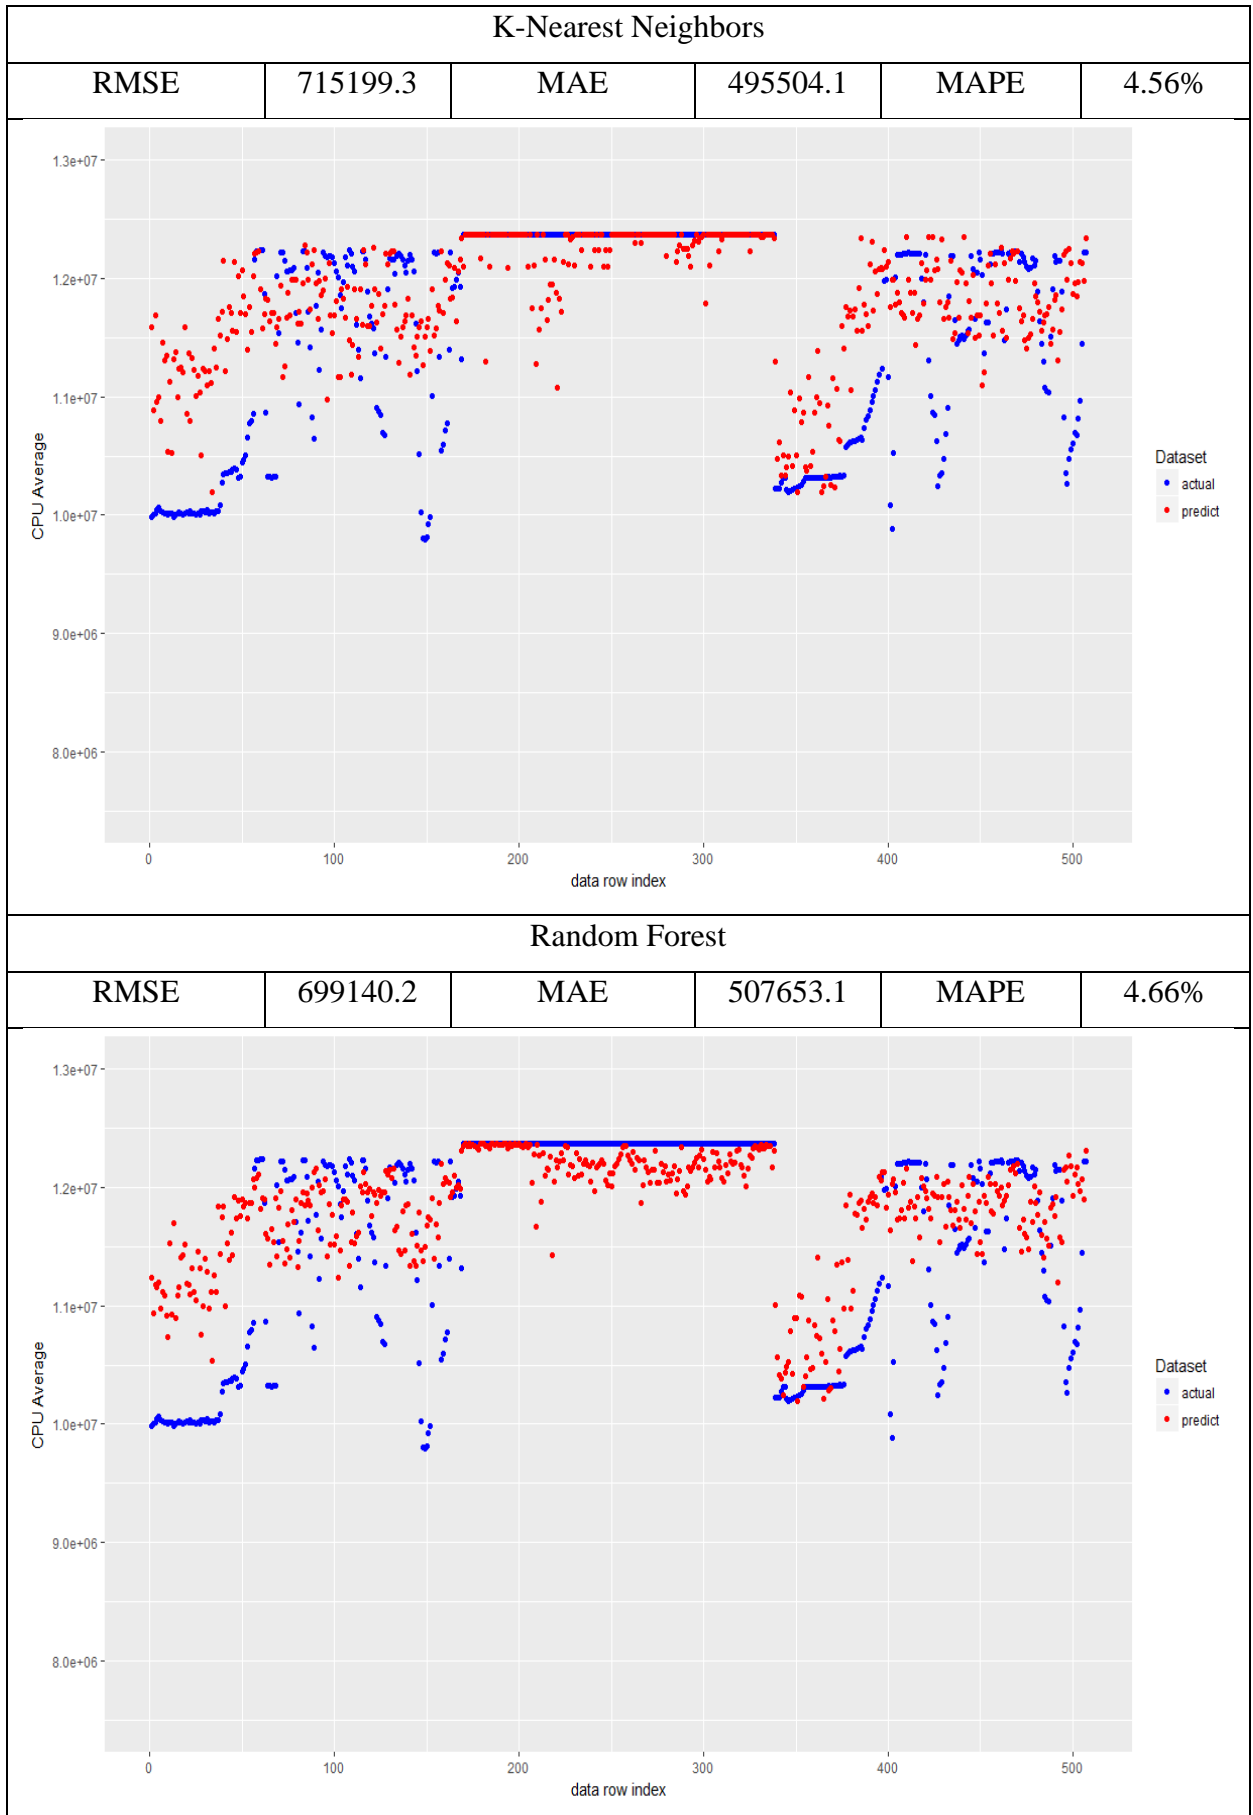 K-Nearest Neighbors
RMSE 715199.3 MAE 495504.1 MAPE 4.56%
1.3e+07
1.2e+07
1.1e+07
1.0e+07
9.0e+06
8.0e+06
CPU Average
0 100 200 300 400 500
data row index
Dataset
actual
predict
Random Forest
RMSE 699140.2 MAE 507653.1 MAPE 4.66%
1.3e+07
1.2e+07
1.1e+07
1.0e+07
9.0e+06
8.0e+06
CPU Average
0 100 200 300 400 500
data row index
Dataset
actual
predict